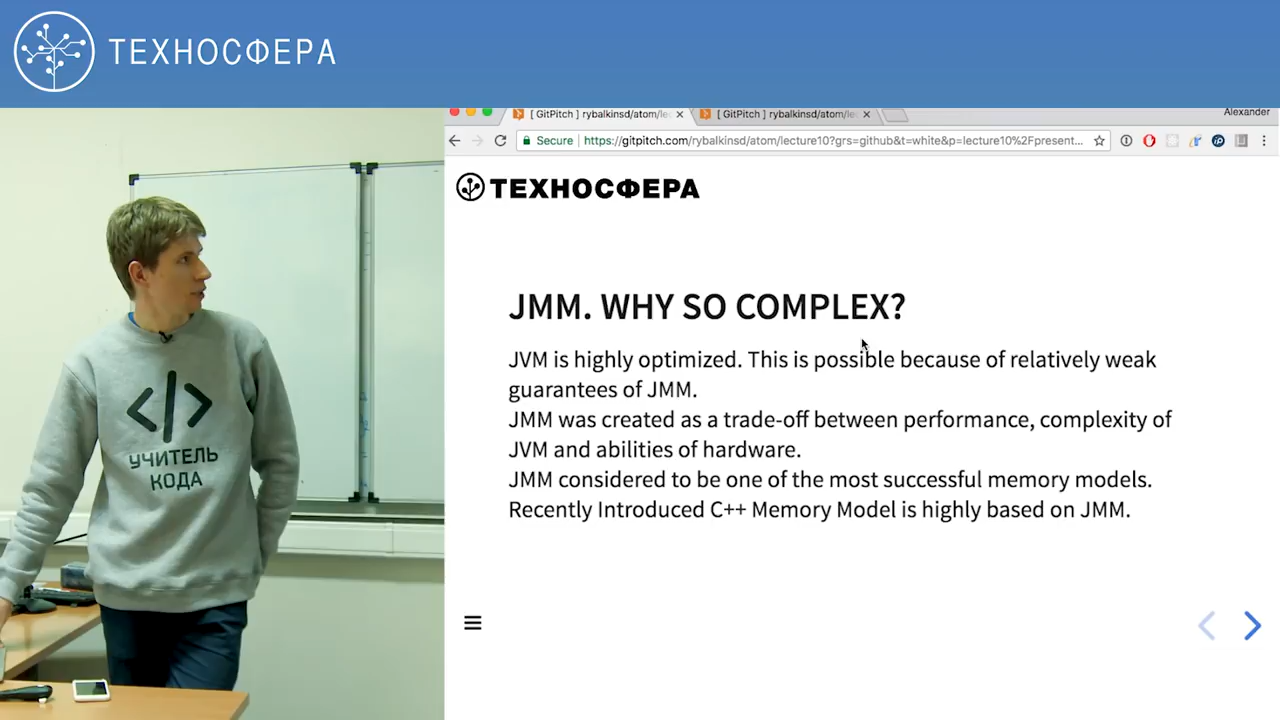 ТЕХНОСФЕРА
[ GitPitch ] rybalkinsd/atom/le
[ GitPitch ] rybalkinsd/atom/le
Alexander
Secure
https://gitpitch.com/rybalkinsd/atom/lecture10?grs=github&t=white&p=lecture10%2Fpresent...
ТЕХНОСФЕРА
JMM. WHY SO COMPLEX?
JVM is highly optimized. This is possible because of relatively weak
guarantees of JMM.
JMM was created as a trade-off between performance, complexity of
JVM and abilities of hardware.
JMM considered to be one of the most successful memory models.
Recently Introduced C++ Memory Model is highly based on JMM.
</> 
УЧИТЕЛЬ
КОДА